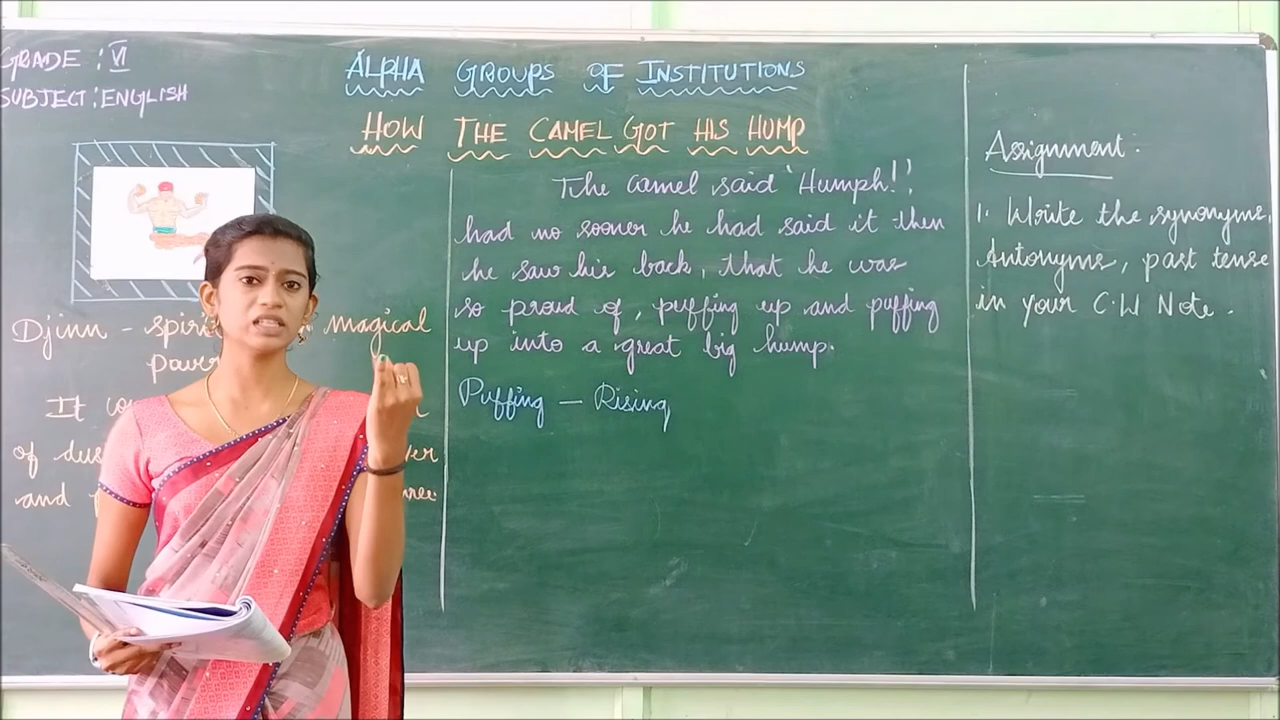 GRADE : VI
SUBJECT : ENGLISH
ALPHA GROUPS OF INSTITUTIONS
HOW THE CAMEL GOT HIS HUMP
Djinn - magical
It
of
and
The camel said 'Humph!',
had no sooner he had said it then
he saw his back, that he was
so proud of, puffing up and puffing
up into a great big hump.
Puffing - Rising
Assignment :
1. Write the synonyms,
Antonyms, past tense
in your C.W Note.